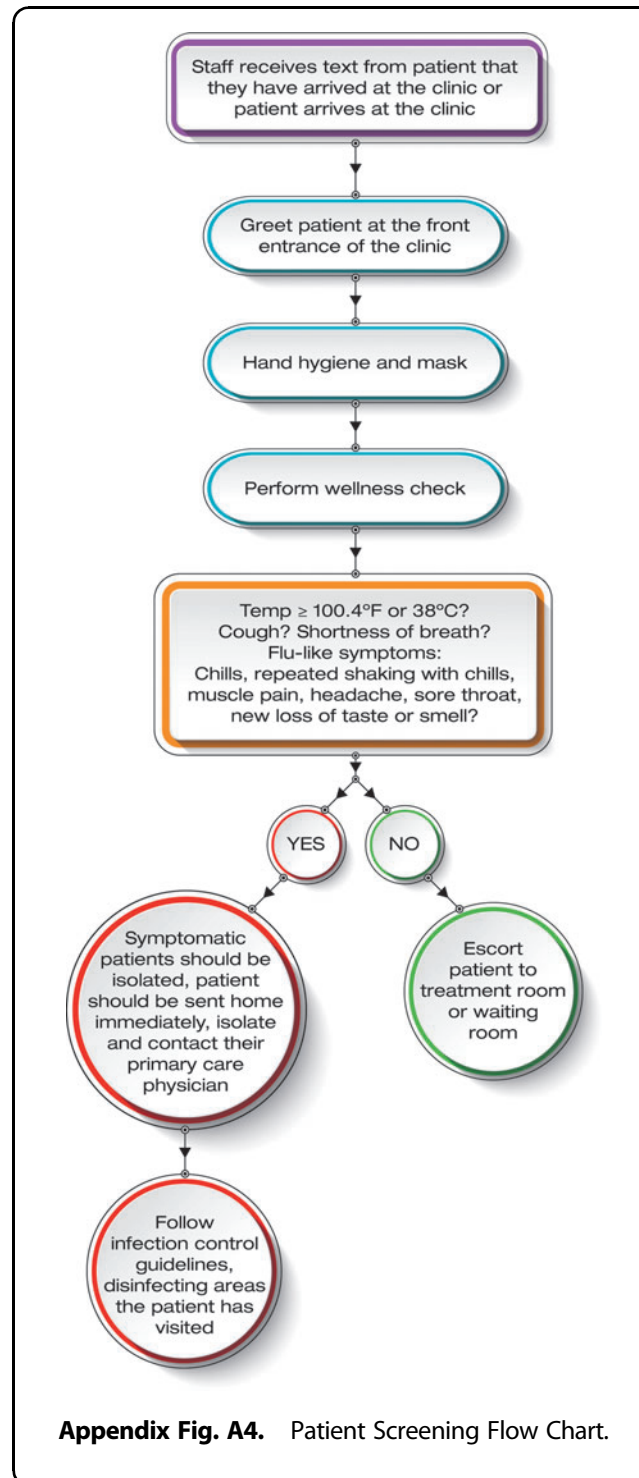 Staff receives text from patient that
they have arrived at the clinic or
patient arrives at the clinic
Greet patient at the front
entrance of the clinic
Hand hygiene and mask
Perform wellness check
Temp ≥ 100.4ºF or 38ºC?
Cough? Shortness of breath?
Flu-like symptoms:
Chills, repeated shaking with chills,
muscle pain, headache, sore throat,
new loss of taste or smell?
YES
NO
Symptomatic
patients should be
isolated, patient
should be sent home
immediately, isolate
and contact their
primary care
physician
Escort
patient to
treatment room
or waiting
room
Follow
infection control
guidelines,
disinfecting areas
the patient has
visited
Appendix Fig. A4. Patient Screening Flow Chart.